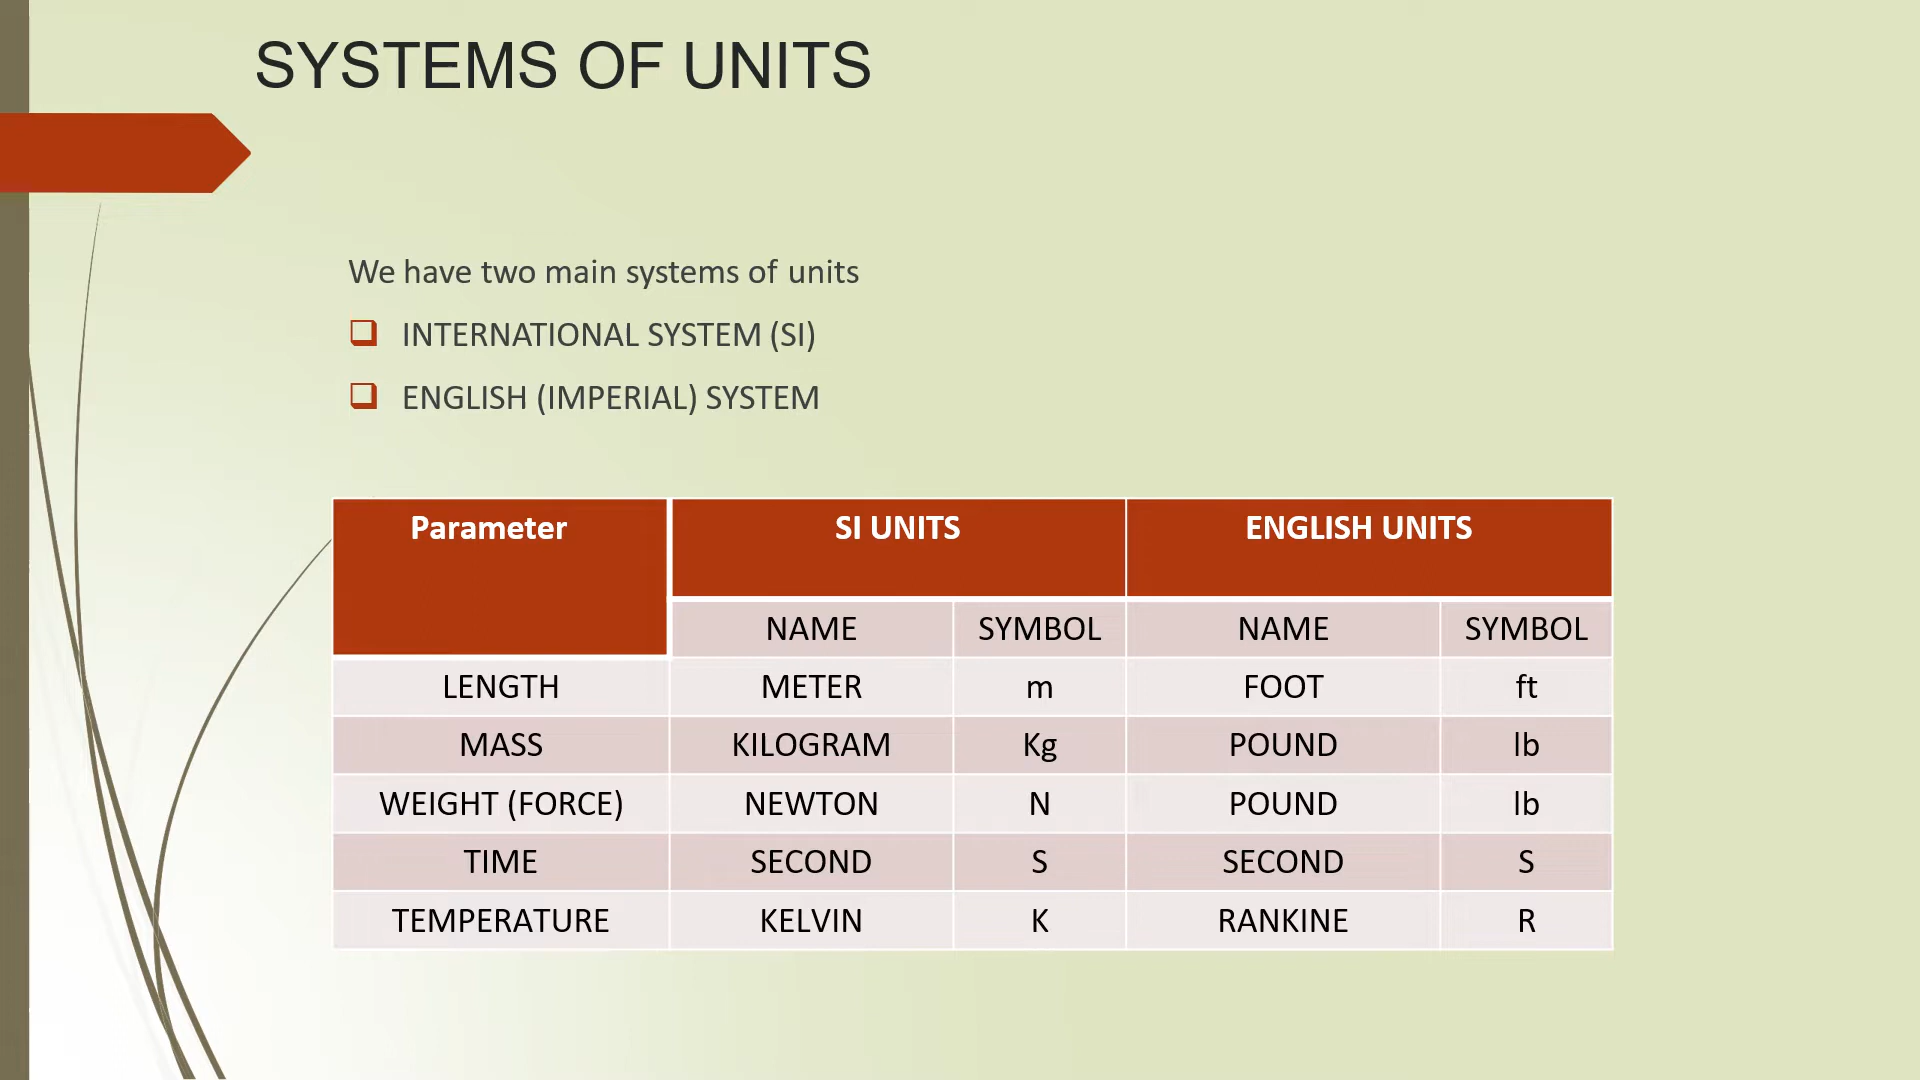 SYSTEMS OF UNITS
We have two main systems of units
INTERNATIONAL SYSTEM (SI)
ENGLISH (IMPERIAL) SYSTEM
Parameter SI UNITS ENGLISH UNITS
NAME SYMBOL NAME SYMBOL
LENGTH METER m FOOT ft
MASS KILOGRAM Kg POUND lb
WEIGHT (FORCE) NEWTON N POUND lb
TIME SECOND S SECOND S
TEMPERATURE KELVIN K RANKINE R